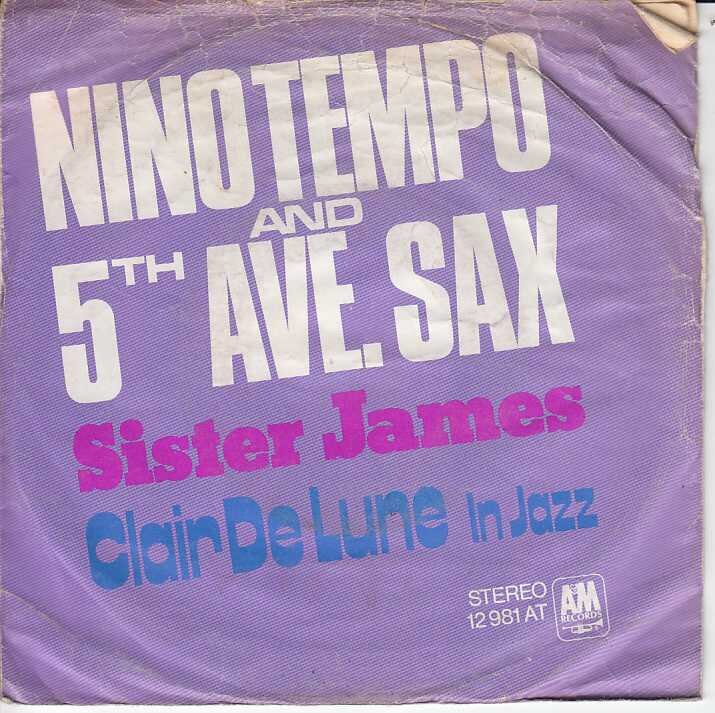 NINO TEMPO
AND
5TH AVE. SAX
Sister James
Clair De Lune In Jazz
STEREO
12 981 AT
A&M
RECORDS